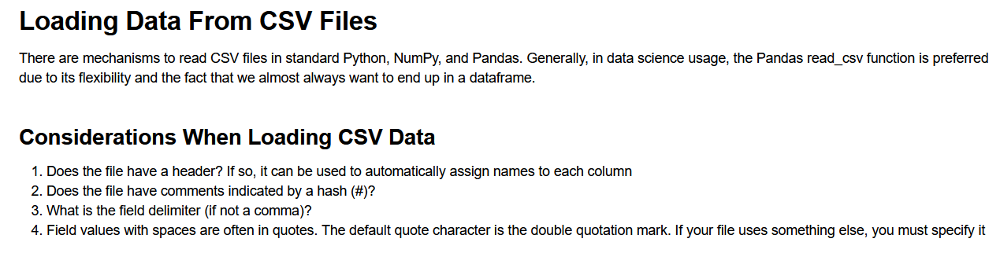 Loading Data From CSV Files
There are mechanisms to read CSV files in standard Python, NumPy, and Pandas. Generally, in data science usage, the Pandas read_csv function is preferred
due to its flexibility and the fact that we almost always want to end up in a dataframe.
Considerations When Loading CSV Data
1. Does the file have a header? If so, it can be used to automatically assign names to each column
2. Does the file have comments indicated by a hash (#)?
3. What is the field delimiter (if not a comma)?
4. Field values with spaces are often in quotes. The default quote character is the double quotation mark. If your file uses something else, you must specify it